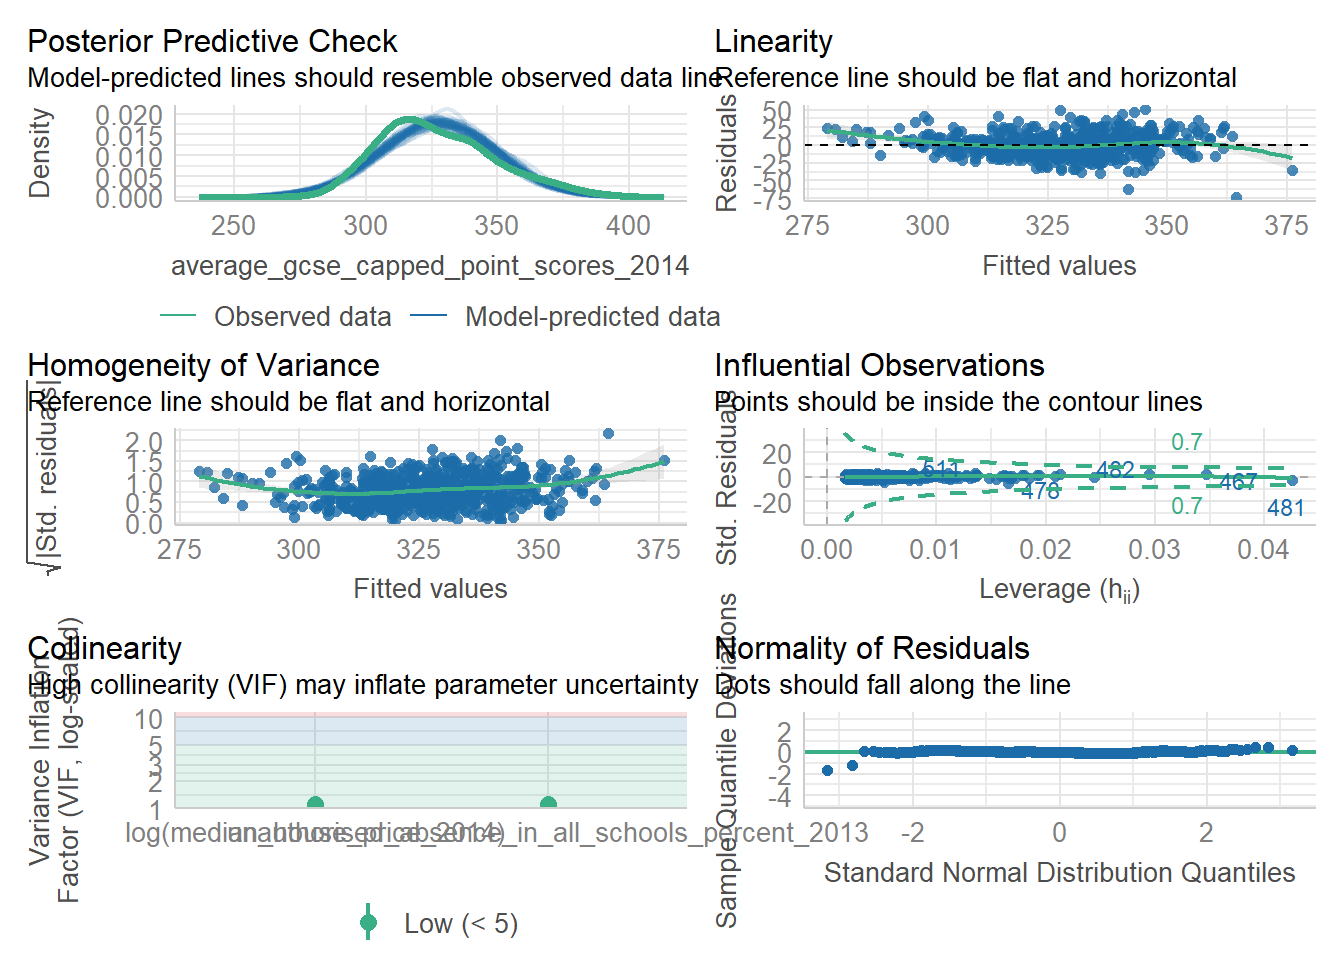 Posterior Predictive Check
Model-predicted lines should resemble observed data line
Density
0.020
0.015
0.010
0.005
0.000
250 300 350 400
average_gcse_capped_point_scores_2014
Observed data Model-predicted data
Linearity
Reference line should be flat and horizontal
Residuals
50
25
0
-25
-50
-75
275 300 325 350 375
Fitted values
Homogeneity of Variance
Reference line should be flat and horizontal
√|Std. residuals|
2.0
1.5
1.0
0.5
0.0
275 300 325 350 375
Fitted values
Influential Observations
Points should be inside the contour lines
Std. Residuals
20
0
-20
0.7
511
482
478
467
0.7
481
0.00 0.01 0.02 0.03 0.04
Leverage (hii)
Collinearity
High collinearity (VIF) may inflate parameter uncertainty
Variance Inflation
Factor (VIF, log-scaled)
10
5
3
2
1
log(median_house_price_2014)
unauthorised_absence_in_all_schools_percent_2013
Low (< 5)
Normality of Residuals
Dots should fall along the line
Sample Quantile Deviations
2
0
-2
-4
-2 0 2
Standard Normal Distribution Quantiles